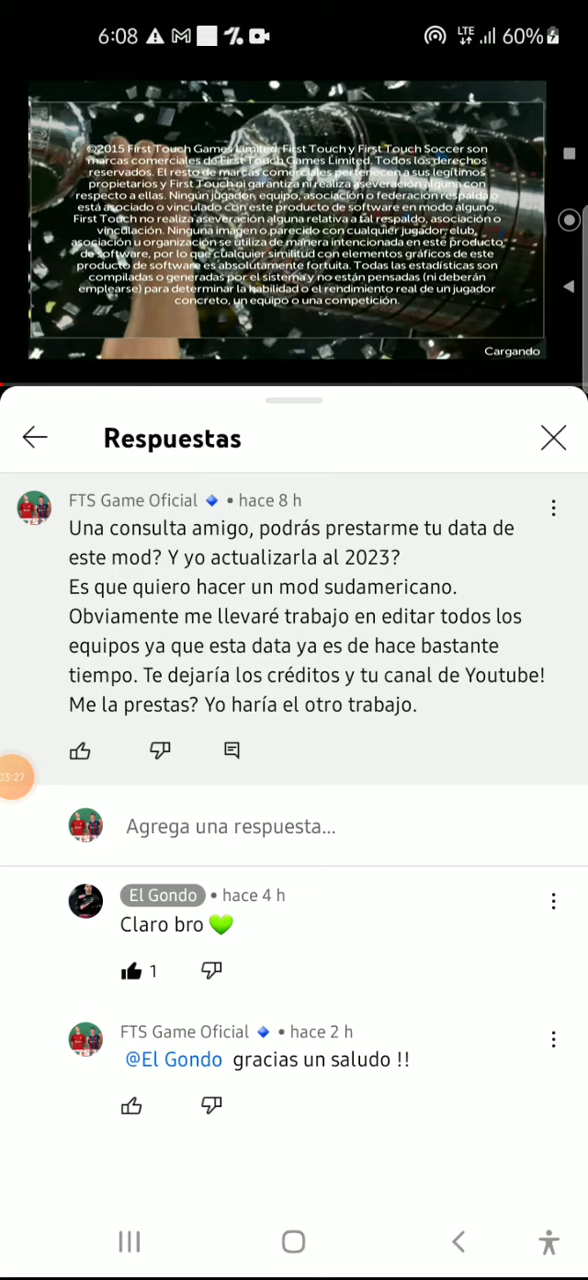 6:08
LTE
60%
©2015 First Touch Games Limited. First Touch y First Touch Soccer son
marcas comerciales de First Touch Games Limited. Todos los derechos
reservados. El resto de marcas comerciales pertenecen a sus legítimos
propietarios y First Touch ni garantiza ni realiza aseveración alguna con
respecto a ellas. Ningún jugador, equipo, asociación o federación respalda o
está asociado o vinculado con este producto de software en modo alguno.
First Touch no realiza aseveración alguna relativa a tal respaldo, asociación o
vinculación. Ninguna imagen o parecido con cualquier jugador, club,
asociación u organización se utiliza de manera intencionada en este producto
de software, por lo que cualquier similitud con elementos gráficos de este
producto de software es absolutamente fortuita. Todas las estadísticas son
compiladas o generadas por el sistema y no están pensadas (ni deberán
emplearse) para determinar la habilidad o el rendimiento real de un jugador
concreto, un equipo o una competición.
Cargando
Respuestas
FTS Game Oficial 🔹 • hace 8 h
Una consulta amigo, podrás prestarme tu data de
este mod? Y yo actualizarla al 2023?
Es que quiero hacer un mod sudamericano.
Obviamente me llevaré trabajo en editar todos los
equipos ya que esta data ya es de hace bastante
tiempo. Te dejaría los créditos y tu canal de Youtube!
Me la prestas? Yo haría el otro trabajo.
03:27
Agrega una respuesta...
El Gondo • hace 4 h
Claro bro 💚
1
FTS Game Oficial 🔹 • hace 2 h
@El Gondo gracias un saludo !!